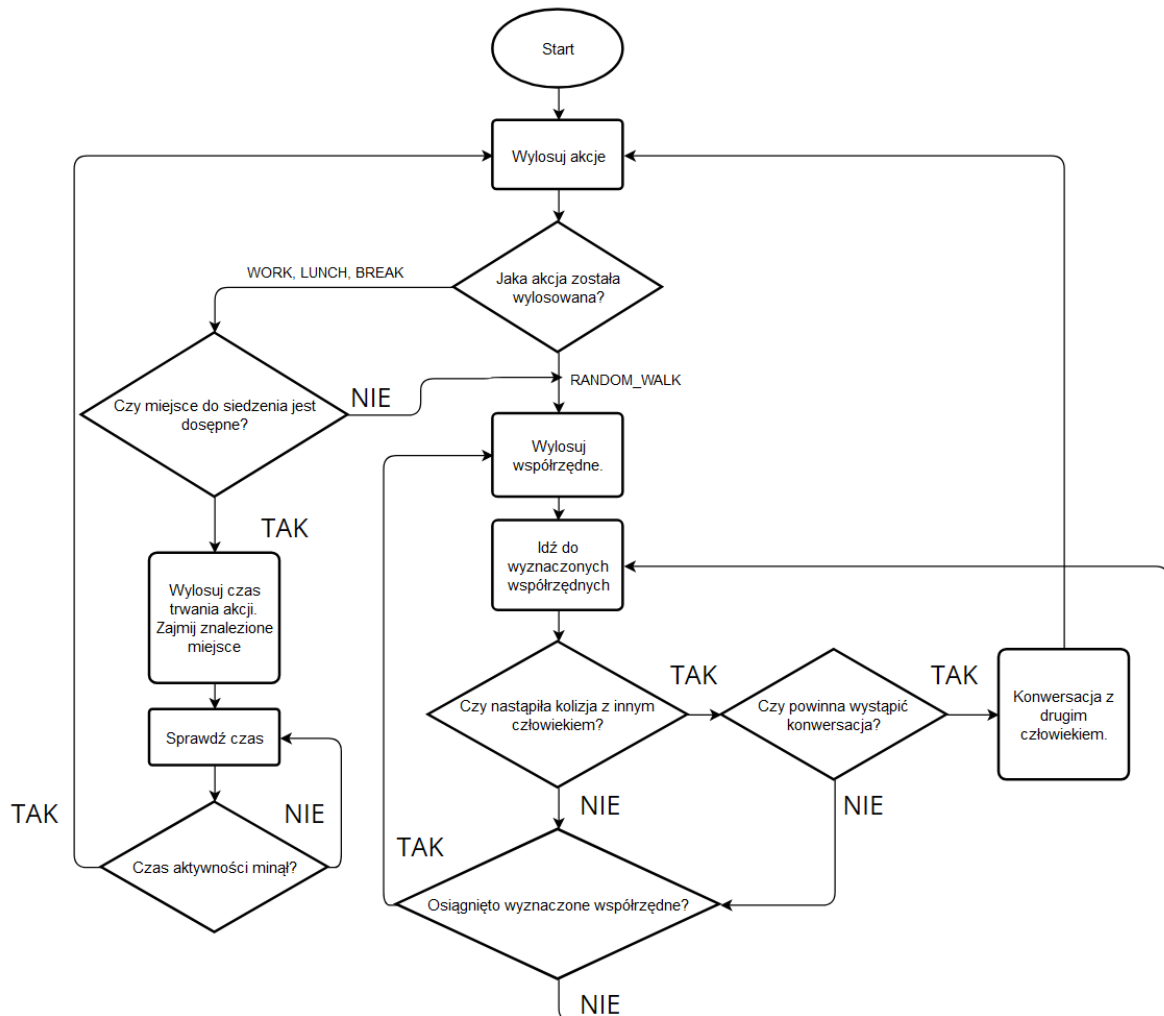 Start
Wylosuj akcje
Jaka akcja została
wylosowana?
WORK, LUNCH, BREAK
RANDOM_WALK
Czy miejsce do siedzenia jest
dosępne?
NIE
TAK
Wylosuj
współrzędne.
Idź do
wyznaczonych
współrzędnych
Wylosuj czas
trwania akcji.
Zajmij znalezione
miejsce
Sprawdź czas
Czas aktywności minął?
TAK
NIE
Czy nastąpiła kolizja z innym
człowiekiem?
TAK
NIE
Czy powinna wystąpić
konwersacja?
TAK
NIE
Konwersacja z
drugim
człowiekiem.
Osiągnięto wyznaczone współrzędne?
TAK
NIE